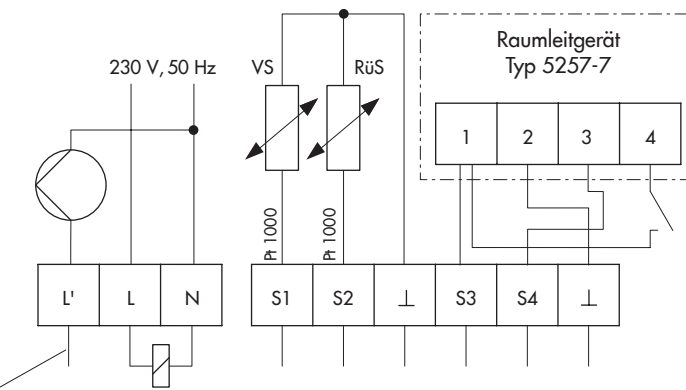 Raumleitgerät
Typ 5257-7
230 V, 50 Hz
VS
RüS
1
2
3
4
Pt 1000
Pt 1000
L'
L
N
S1
S2
⊥
S3
S4
⊥